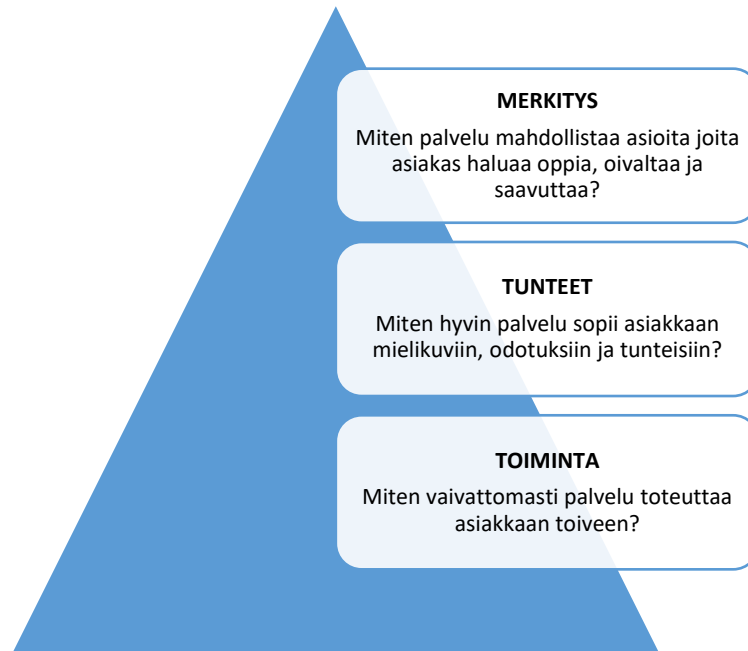 MERKITYS
Miten palvelu mahdollistaa asioita joita
asiakas haluaa oppia, oivaltaa ja
saavuttaa?
TUNTEET
Miten hyvin palvelu sopii asiakkaan
mielikuviin, odotuksiin ja tunteisiin?
TOIMINTA
Miten vaivattomasti palvelu toteuttaa
asiakkaan toiveen?